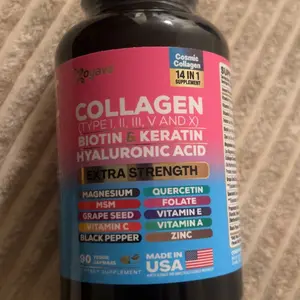 Cosmic
Collagen
14 IN 1
SUPPLEMENT
COLLAGEN
(TYPE I, II, III, V AND X)
BIOTIN & KERATIN
HYALURONIC ACID
EXTRA STRENGTH
MAGNESIUM
QUERCETIN
MSM
FOLATE
GRAPE SEED
VITAMIN E
VITAMIN C
VITAMIN A
BLACK PEPPER
ZINC
90
MADE IN
USA
SUPPLEMENT